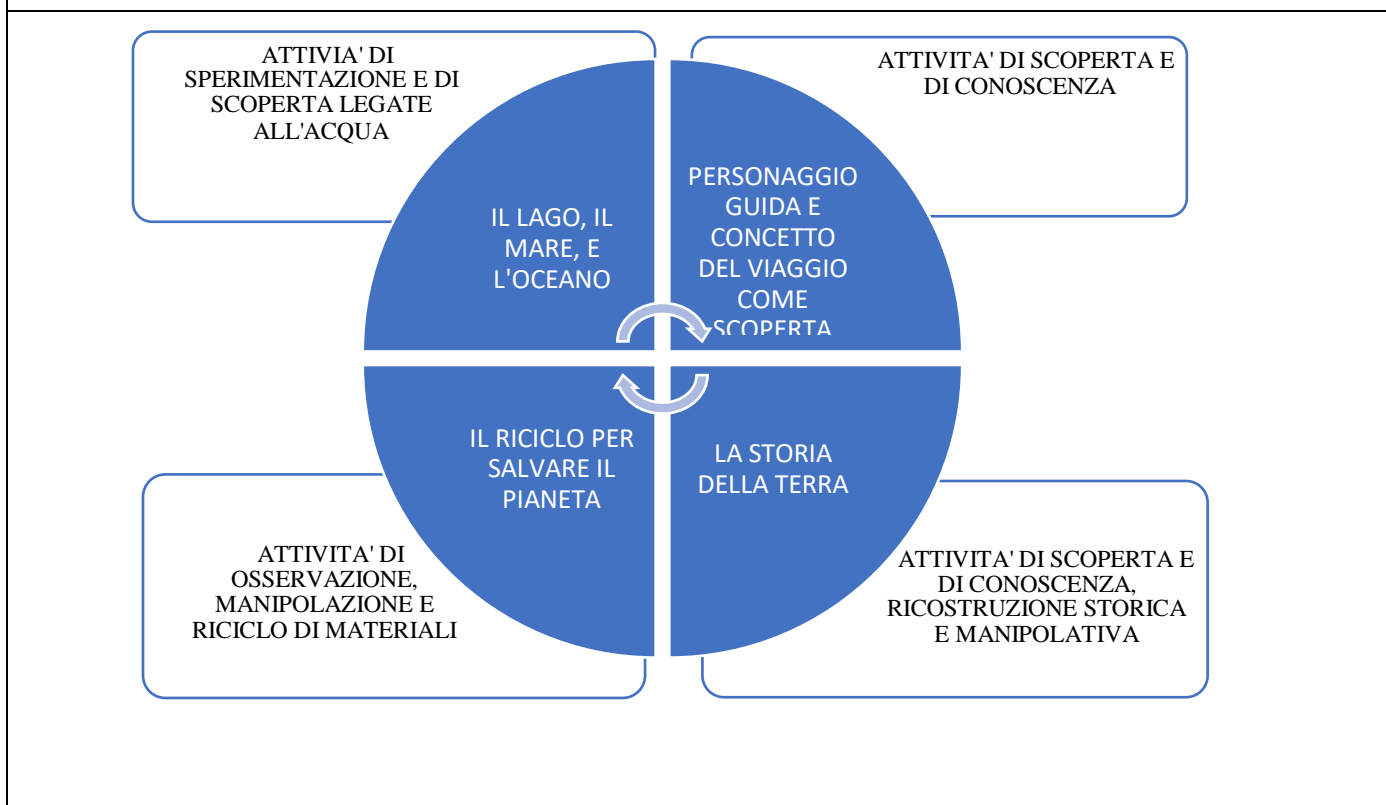 ATTIVIA' DI
SPERIMENTAZIONE E DI
SCOPERTA LEGATE
ALL'ACQUA
ATTIVITA' DI SCOPERTA E
DI CONOSCENZA
IL LAGO, IL
MARE, E
L'OCEANO
PERSONAGGIO
GUIDA E
CONCETTO
DEL VIAGGIO
COME
SCOPERTA
IL RICICLO PER
SALVARE IL
PIANETA
LA STORIA
DELLA TERRA
ATTIVITA' DI
OSSERVAZIONE,
MANIPOLAZIONE E
RICICLO DI MATERIALI
ATTIVITA' DI SCOPERTA E
DI CONOSCENZA,
RICOSTRUZIONE STORICA
E MANIPOLATIVA